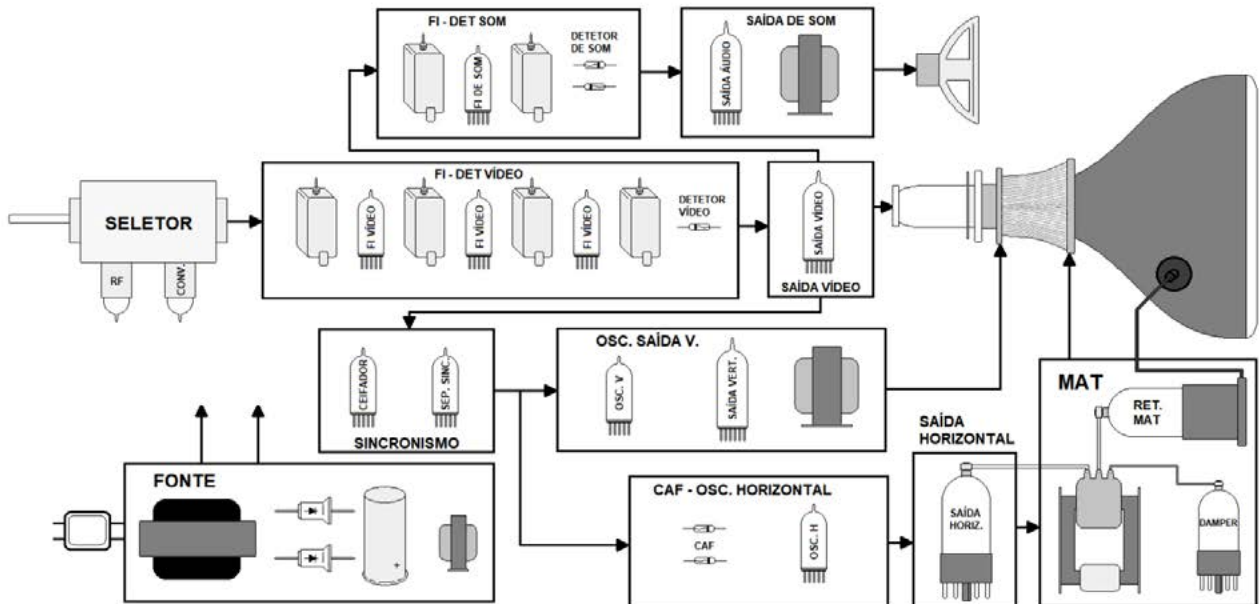 FI - DET SOM
FI DE SOM
DETETOR
DE SOM
SAÍDA DE SOM
SAÍDA ÁUDIO
SELETOR
RF
CONV.
FI - DET VÍDEO
FI VÍDEO
FI VÍDEO
FI VÍDEO
DETETOR
VÍDEO
SAÍDA VÍDEO
SAÍDA VÍDEO
CEIFADOR
SEP. SINC.
SINCRONISMO
OSC. SAÍDA V.
OSC. V
SAÍDA VERT.
MAT
RET.
MAT
DAMPER
SAÍDA
HORIZONTAL
SAÍDA
HORIZ.
FONTE
+
CAF - OSC. HORIZONTAL
CAF
OSC. H